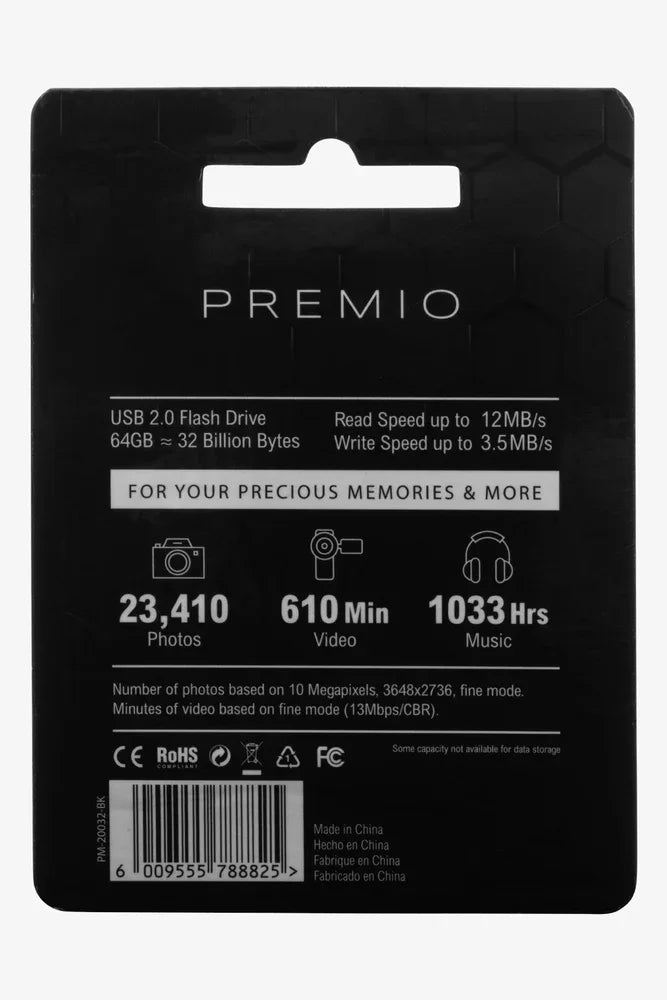 PREMIO
USB 2.0 Flash Drive
64GB ≈ 32 Billion Bytes
Read Speed up to 12MB/s
Write Speed up to 3.5MB/s
FOR YOUR PRECIOUS MEMORIES & MORE
23,410
Photos
610 Min
Video
1033 Hrs
Music
Number of photos based on 10 Megapixels, 3648x2736, fine mode.
Minutes of video based on fine mode (13Mbps/CBR).
CE RoHS
COMPLIANT
1
FC
Some capacity not available for data storage
PM-20032-BK
6 009555 788825 >
Made in China
Hecho en China
Fabrique en China
Fabricado en China